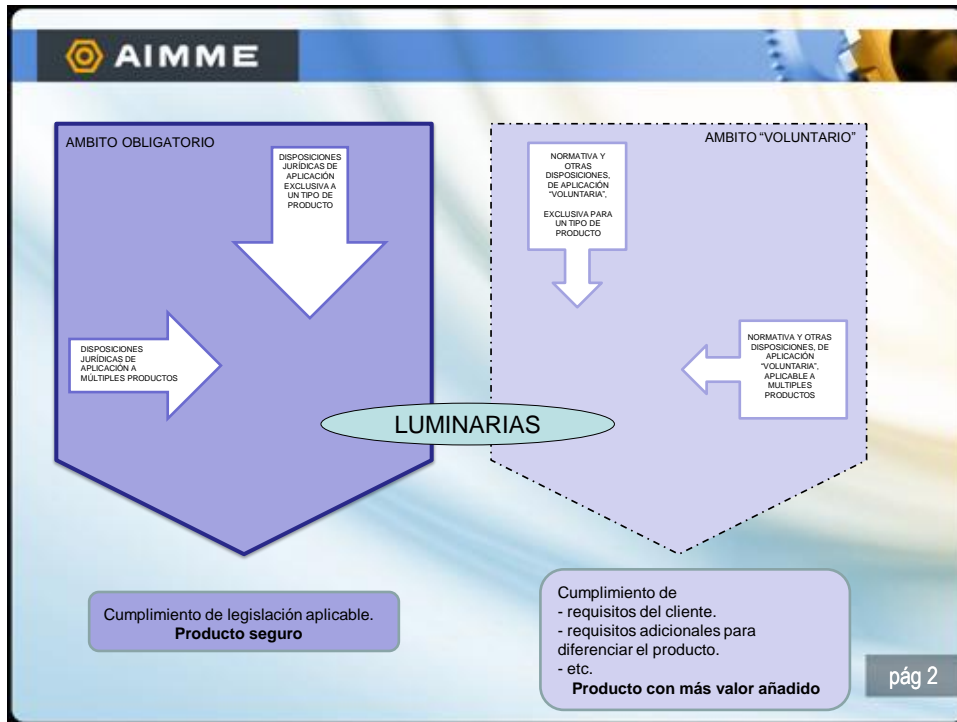 AIMME
AMBITO OBLIGATORIO
DISPOSICIONES
JURÍDICAS DE
APLICACIÓN
EXCLUSIVA A
UN TIPO DE
PRODUCTO
DISPOSICIONES
JURÍDICAS DE
APLICACIÓN A
MÚLTIPLES PRODUCTOS
AMBITO “VOLUNTARIO”
NORMATIVA Y
OTRAS
DISPOSICIONES,
DE APLICACIÓN
“VOLUNTARIA”,
EXCLUSIVA PARA
UN TIPO DE
PRODUCTO
NORMATIVA Y OTRAS
DISPOSICIONES, DE
APLICACIÓN
“VOLUNTARIA”,
APLICABLE A
MULTIPLES
PRODUCTOS
LUMINARIAS
Cumplimiento de legislación aplicable.
Producto seguro
Cumplimiento de
- requisitos del cliente.
- requisitos adicionales para
diferenciar el producto.
- etc.
Producto con más valor añadido
pág 2